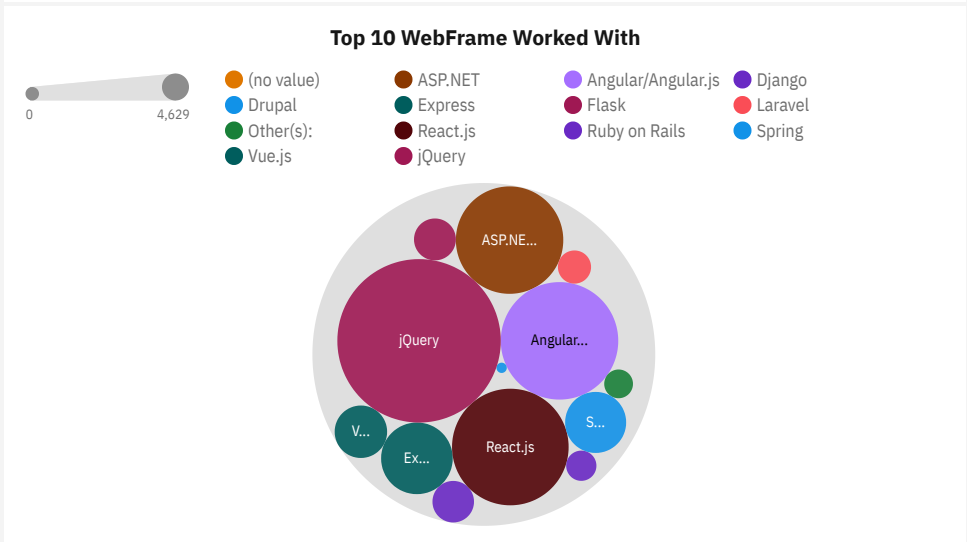 Top 10 WebFrame Worked With
(no value) ASP.NET Angular/Angular.js Django
Drupal Express Flask Laravel
Other(s): React.js Ruby on Rails Spring
Vue.js jQuery
0 4,629
ASP.NE...
jQuery Angular...
V... S...
Ex... React.js